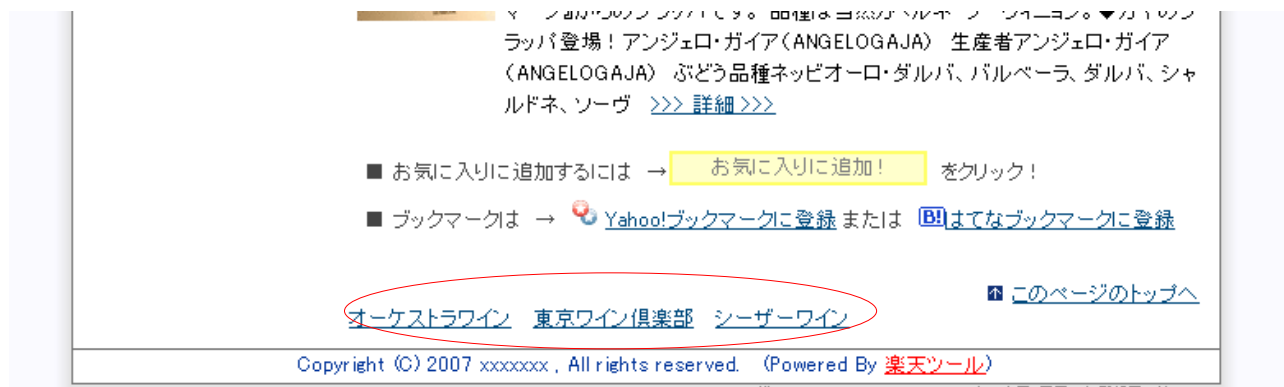 ラッパ登場！アンジェロ・ガイア（ANGELOGAJA） 生産者アンジェロ・ガイア
（ANGELOGAJA） ぶどう品種ネッビオーロ・ダルバ、バルベーラ、ダルバ、シャ
ルドネ、ソーヴ >>> 詳細 >>>
■ お気に入りに追加するには → お気に入りに追加！ をクリック！
■ ブックマークは → Yahoo!ブックマークに登録 または B! はてなブックマークに登録
このページのトップへ
オーケストラワイン 東京ワイン倶楽部 シーザーワイン
Copyright (C) 2007 xxxxxxx , All rights reserved. (Powered By 楽天ツール)